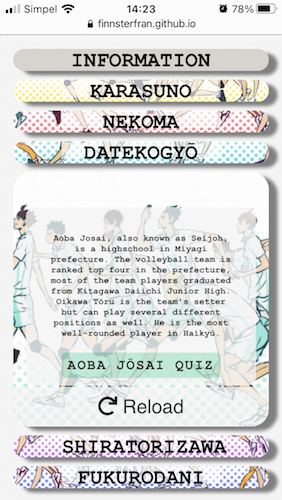 Simpel 14:23 78%
finnsterfran.github.io
INFORMATION
KARASUNO
NEKOMA
DATEKOGYŌ
Aoba Josai, also known as Seijoh,
is a highschool in Miyagi
prefecture. The volleyball team is
ranked top four in the prefecture,
most of the team players graduated
from Kitagawa Daiichi Junior High.
Oikawa Tōru is the team's setter
but can play several different
positions as well. He is the most
well-rounded player in Haikyū.
AOBA JŌSAI QUIZ
Reload
SHIRATORIZAWA
FUKURODANI